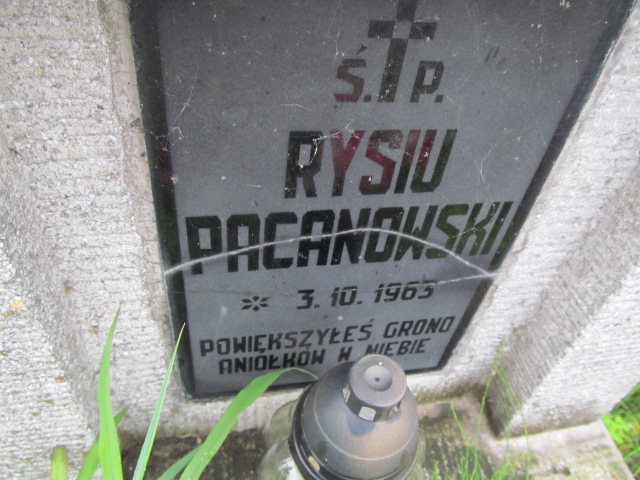 Ś. P.
RYSIU
PACANOWSKI
* 3.10.1963
POWIĘKSZYŁEŚ GRONO
ANIOŁKÓW W NIEBIE